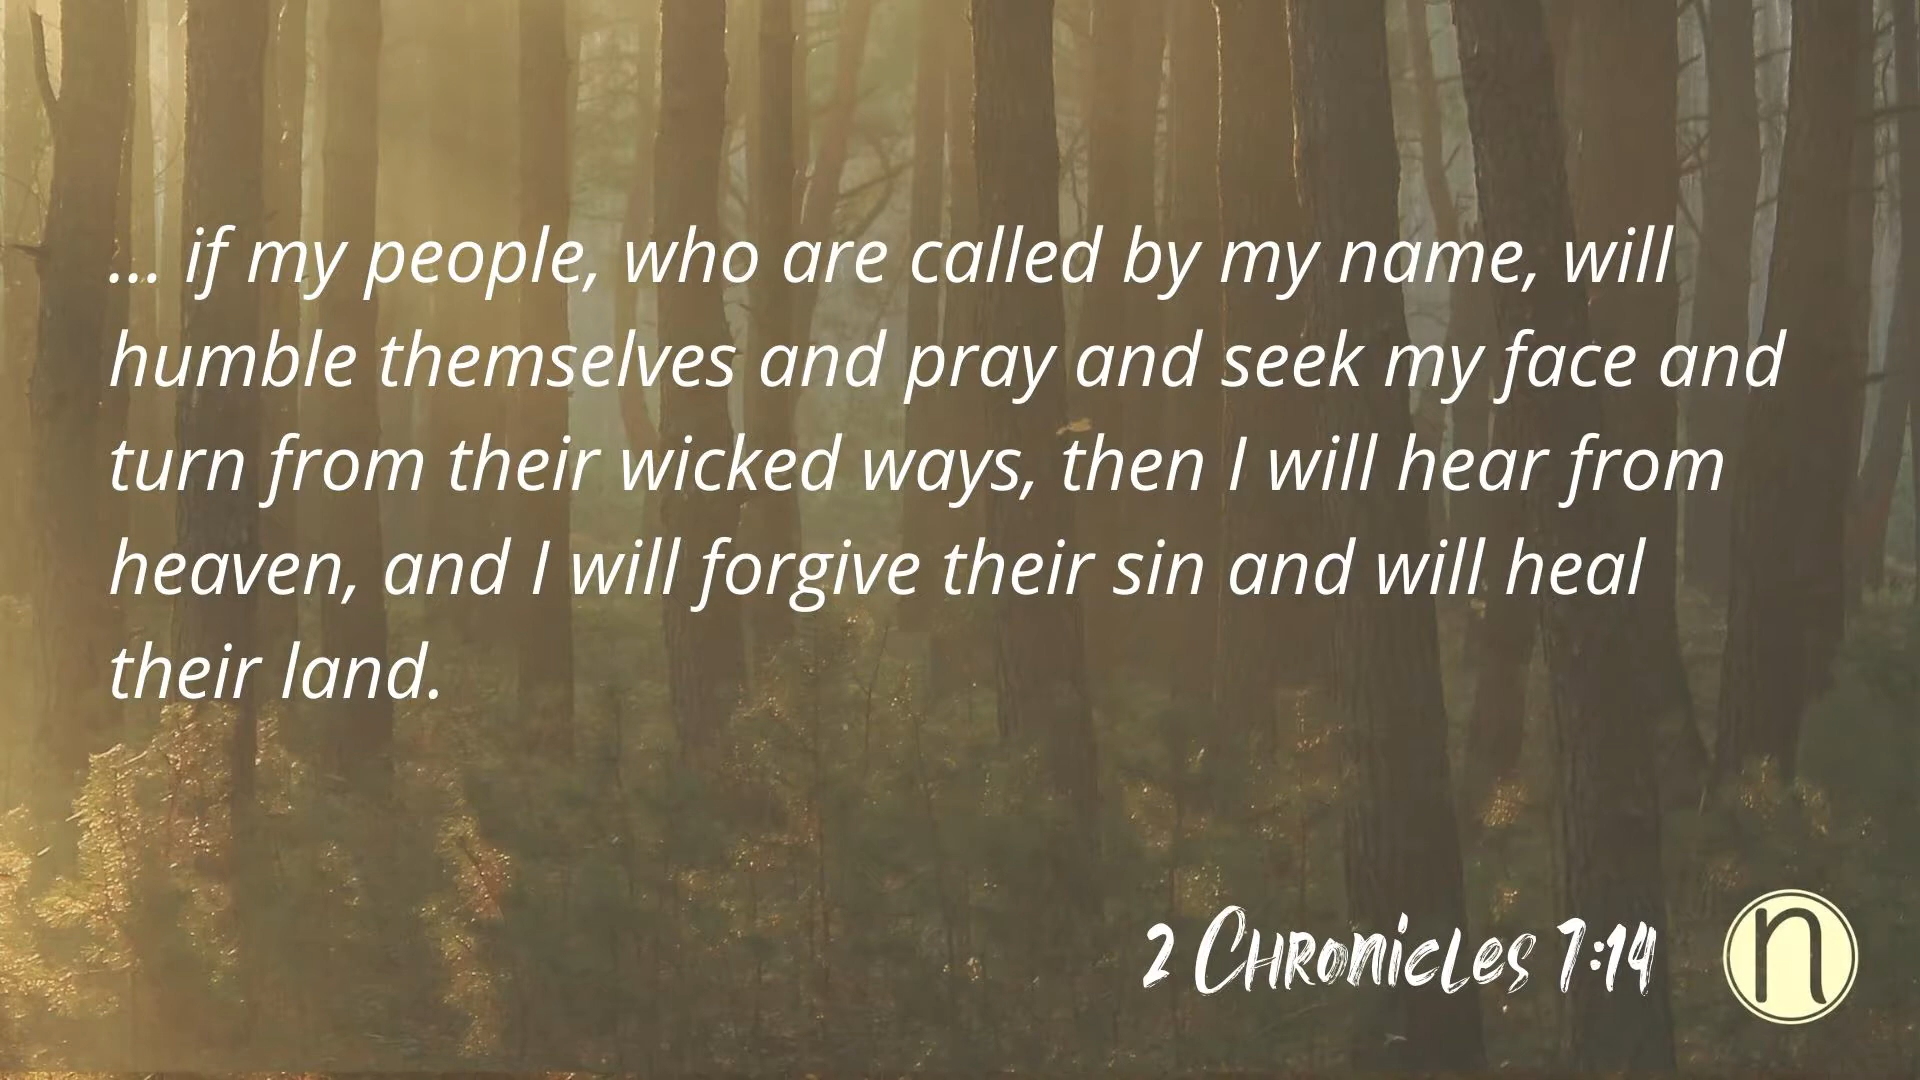 ... if my people, who are called by my name, will
humble themselves and pray and seek my face and
turn from their wicked ways, then I will hear from
heaven, and I will forgive their sin and will heal
their land.
2 Chronicles 7:14
n